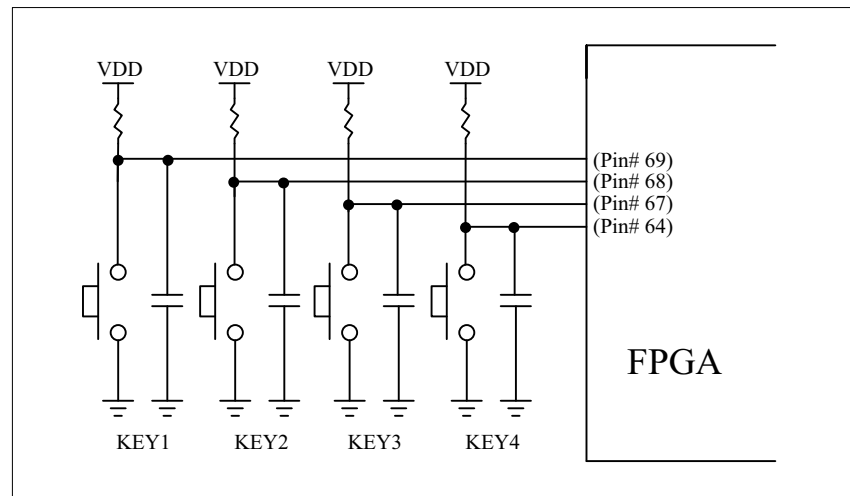 VDD VDD VDD VDD
(Pin# 69)
(Pin# 68)
(Pin# 67)
(Pin# 64)
FPGA
KEY1 KEY2 KEY3 KEY4